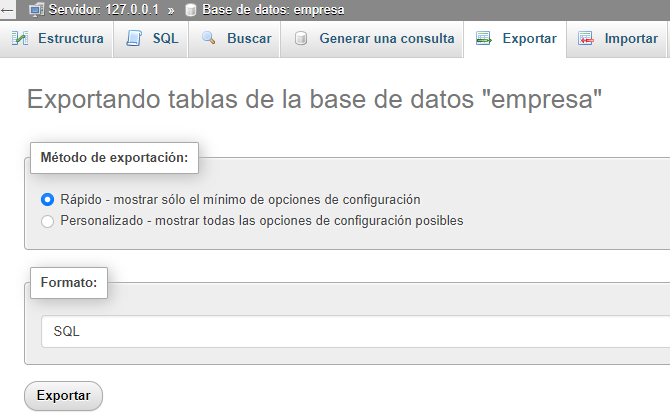 ← Servidor: 127.0.0.1 » Base de datos: empresa
Estructura SQL Buscar Generar una consulta Exportar Importar
Exportando tablas de la base de datos "empresa"
Método de exportación:
Rápido - mostrar sólo el mínimo de opciones de configuración
Personalizado - mostrar todas las opciones de configuración posibles
Formato:
SQL
Exportar